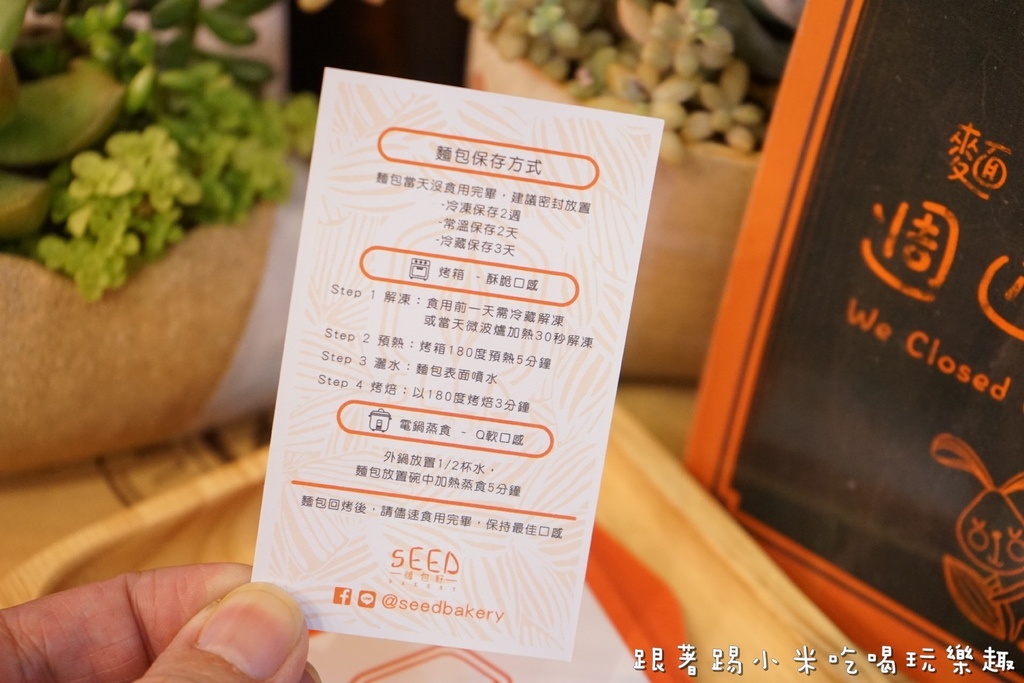 麵包保存方式
麵包當天沒食用完畢，建議密封放置
-冷凍保存2週
-常溫保存2天
-冷藏保存3天
烤箱 - 酥脆口感
Step 1 解凍：食用前一天需冷藏解凍
或當天微波爐加熱30秒解凍
Step 2 預熱：烤箱180度預熱5分鐘
Step 3 灑水：麵包表面噴水
Step 4 烤焙：以180度烤焙3分鐘
電鍋蒸食 - Q軟口感
外鍋放置1/2杯水，
麵包放置碗中加熱蒸食5分鐘
麵包回烤後，請儘速食用完畢，保持最佳口感
SEED
BAKERY
@seedbakery
麵
週
We Closed
跟著踢小米吃喝玩樂趣